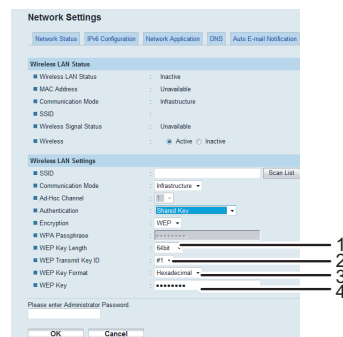 Network Settings
Network Status IPv6 Configuration Network Application DNS Auto E-mail Notification
Wireless LAN Status
Wireless LAN Status : Inactive
MAC Address : Unavailable
Communication Mode : Infrastructure
SSID :
Wireless Signal Status : Unavailable
Wireless : Active Inactive
Wireless LAN Settings
SSID : Scan List
Communication Mode : Infrastructure
Ad-Hoc Channel : 1
Authentication : Shared Key
Encryption : WEP
WPA Passphrase : ********
WEP Key Length : 64bit 1
WEP Transmit Key ID : #1 2
WEP Key Format : Hexadecimal 3
WEP Key : ●●●●●●●● 4
Please enter Administrator Password.
OK Cancel